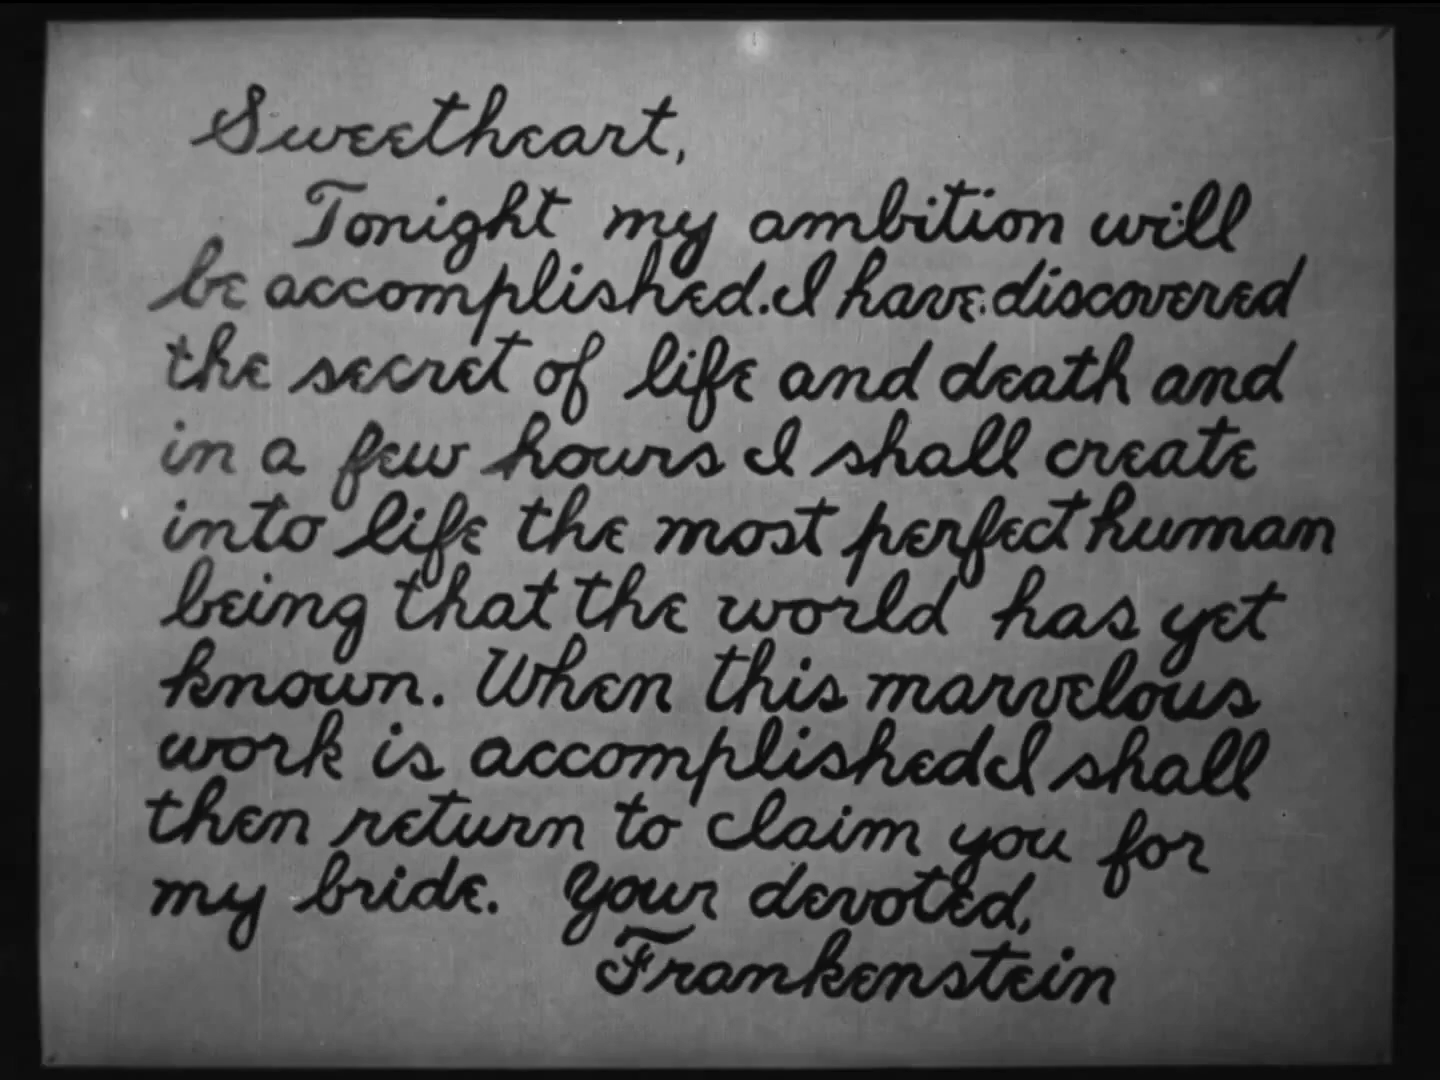 Sweetheart,
Tonight my ambition will
be accomplished. I have discovered
the secret of life and death and
in a few hours I shall create
into life the most perfect human
being that the world has yet
known. When this marvelous
work is accomplished I shall
then return to claim you for
my bride. Your devoted,
Frankenstein